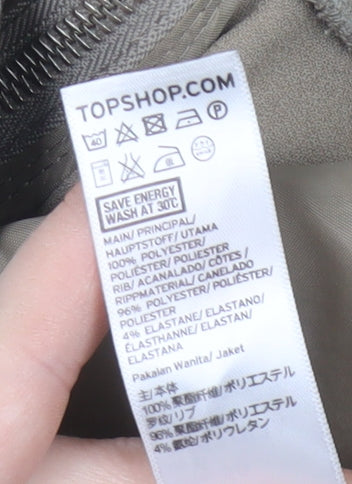 TOPSHOP.COM
40 P
SAVE ENERGY
WASH AT 30°C
MAIN/ PRINCIPAL/
HAUPTSTOFF/ UTAMA
100% POLYESTER/
POLIÉSTER/ POLIESTER
RIB/ ACANALADO/ CÔTES/
RIPPMATERIAL/ CANELADO
96% POLYESTER/ POLIÉSTER/
POLIESTER
4% ELASTANE/ ELASTANO/
ÉLASTHANNE/ ELASTAN/
ELASTANA
Pakaian Wanita/ Jaket
主/本体
100% 聚酯纤维/ポリエステル
罗纹/リブ
96% 聚酯纤维/ポリエステル
4% 氨纶/ポリウレタン